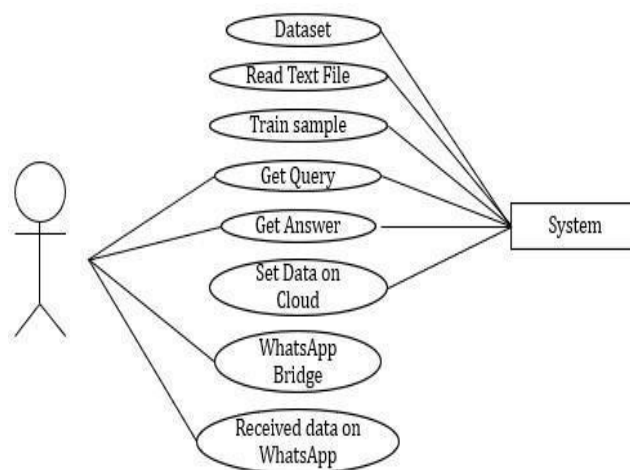 Dataset
Read Text File
Train sample
Get Query
Get Answer
System
Set Data on
Cloud
WhatsApp
Bridge
Received data on
WhatsApp